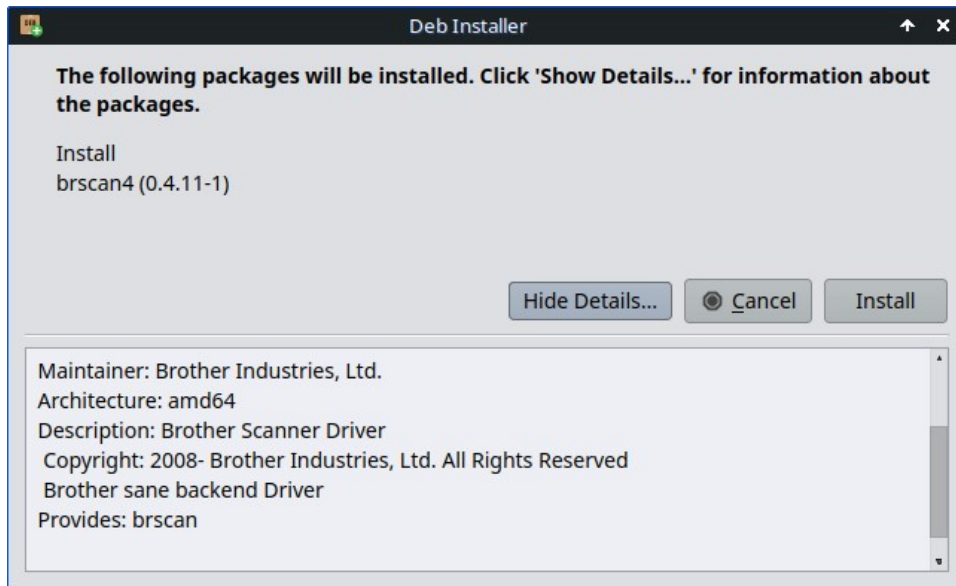 Deb Installer
The following packages will be installed. Click 'Show Details...' for information about
the packages.
Install
brscan4 (0.4.11-1)
Hide Details...
Cancel
Install
Maintainer: Brother Industries, Ltd.
Architecture: amd64
Description: Brother Scanner Driver
Copyright: 2008- Brother Industries, Ltd. All Rights Reserved
Brother sane backend Driver
Provides: brscan